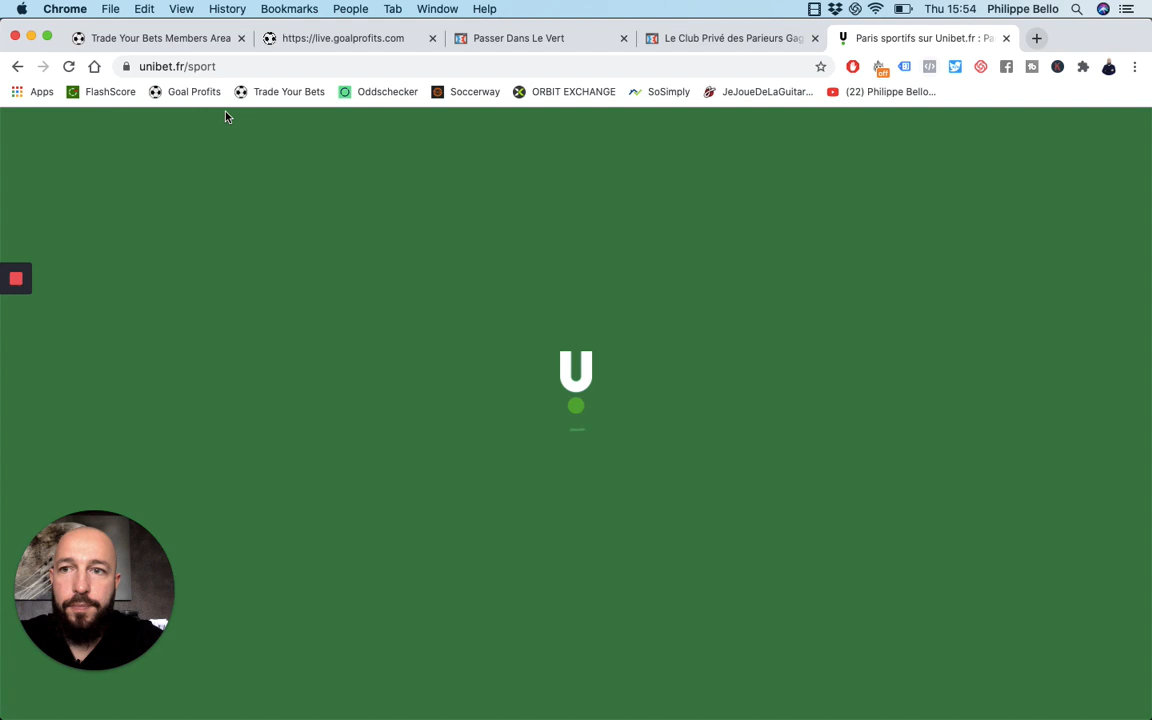 Chrome File Edit View History Bookmarks People Tab Window Help Thu 15:54 Philippe Bello
Trade Your Bets Members Area https://live.goalprofits.com Passer Dans Le Vert Le Club Privé des Parieurs Gag Paris sportifs sur Unibet.fr : Pa
unibet.fr/sport off
Apps FlashScore Goal Profits Trade Your Bets Oddschecker Soccerway ORBIT EXCHANGE SoSimply JeJoueDeLaGuitar... (22) Philippe Bello...
U